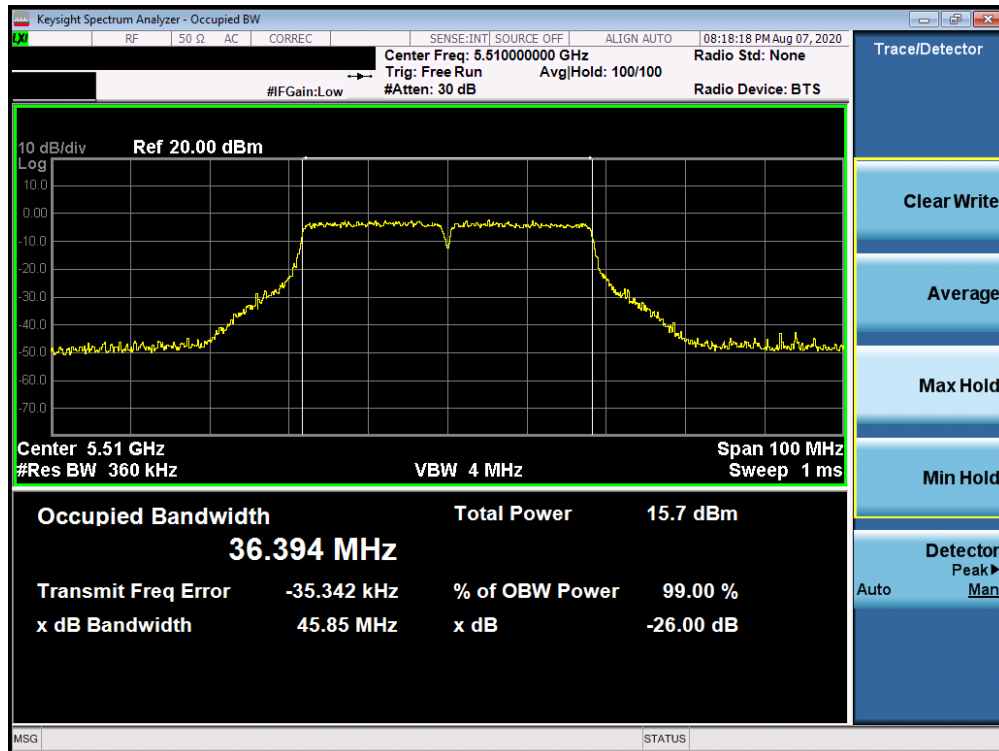 Keysight Spectrum Analyzer - Occupied BW
LXI RF 50 Ω AC CORREC SENSE:INT SOURCE OFF ALIGN AUTO 08:18:18 PM Aug 07, 2020
Center Freq: 5.510000000 GHz Radio Std: None
Trig: Free Run Avg|Hold: 100/100
#IFGain:Low #Atten: 30 dB Radio Device: BTS
Trace/Detector
10 dB/div Ref 20.00 dBm
Log
10.0
0.00
-10.0
-20.0
-30.0
-40.0
-50.0
-60.0
-70.0
Center 5.51 GHz Span 100 MHz
#Res BW 360 kHz VBW 4 MHz Sweep 1 ms
Occupied Bandwidth Total Power 15.7 dBm
36.394 MHz
Transmit Freq Error -35.342 kHz % of OBW Power 99.00 %
x dB Bandwidth 45.85 MHz x dB -26.00 dB
Clear Write
Average
Max Hold
Min Hold
Detector
Peak▶
Auto Man
MSG STATUS